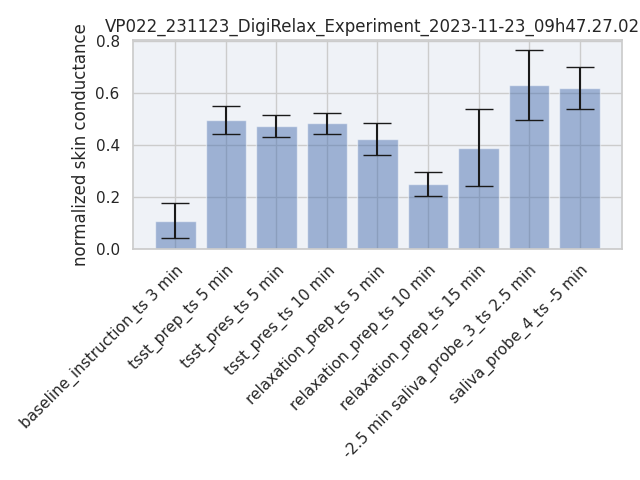 VP022_231123_DigiRelax_Experiment_2023-11-23_09h47.27.02
normalized skin conductance
0.8
0.6
0.4
0.2
0.0
baseline_instruction_ts 3 min
tsst_prep_ts 5 min
tsst_pres_ts 5 min
tsst_pres_ts 10 min
relaxation_prep_ts 5 min
relaxation_prep_ts 10 min
relaxation_prep_ts 15 min
-2.5 min saliva_probe_3_ts 2.5 min
saliva_probe_4_ts -5 min